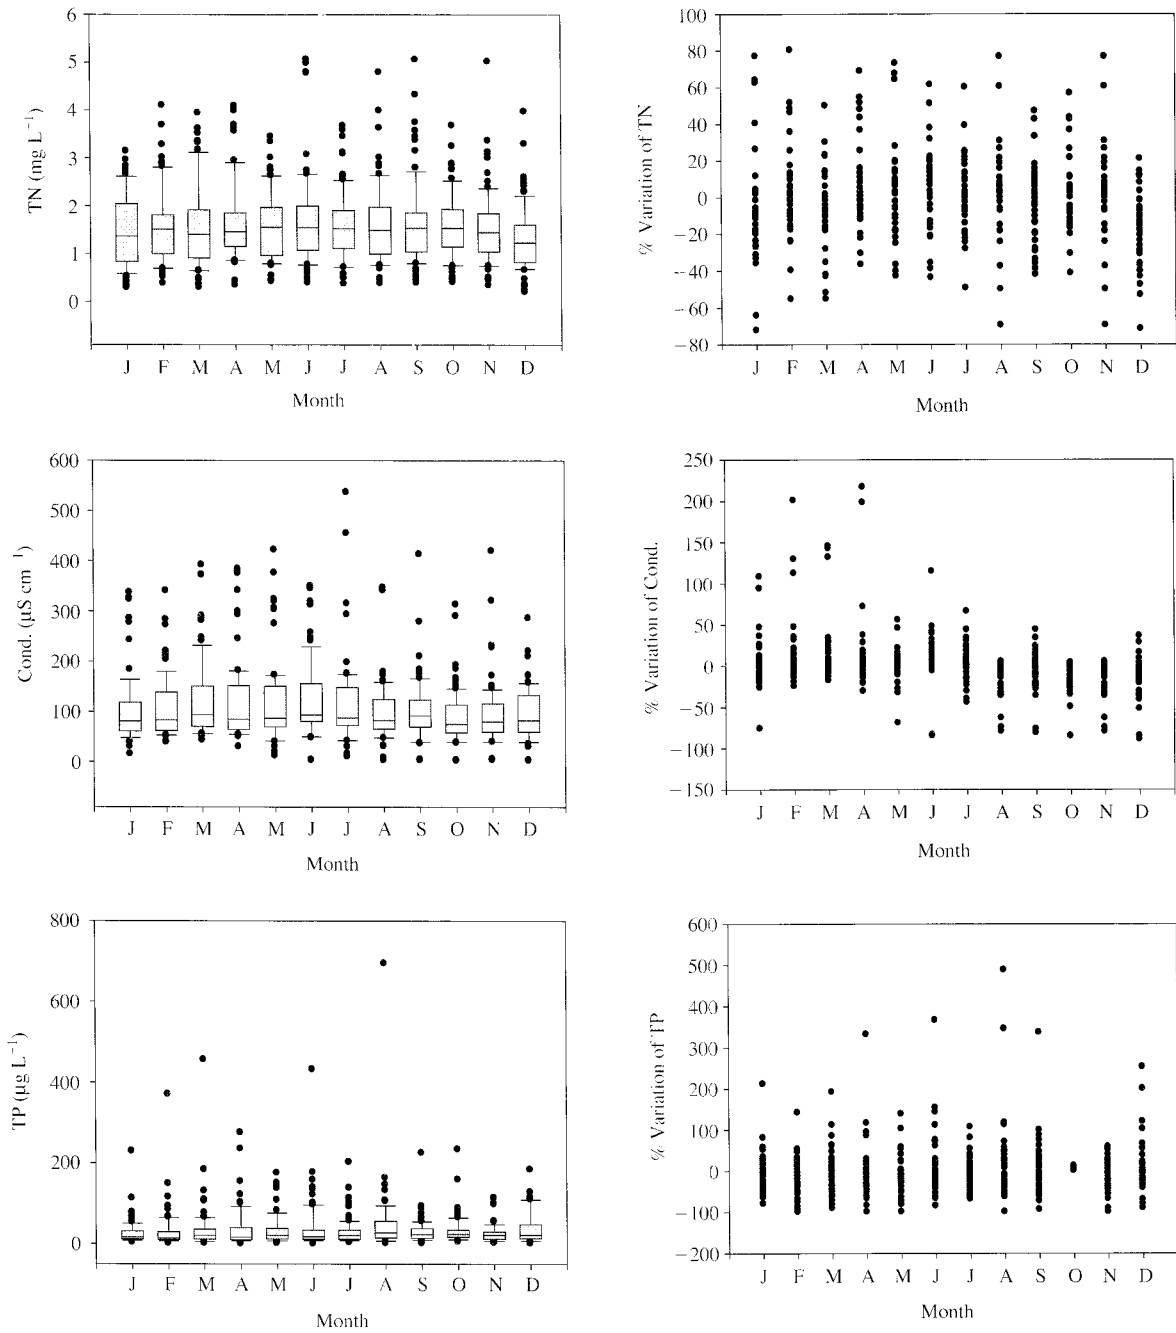 6
5
4
3
2
1
0
TN (mg L⁻¹)
J F M A M J J A S O N D
Month
100
80
60
40
20
0
−20
−40
−60
−80
% Variation of TN
J F M A M J J A S O N D
Month
600
500
400
300
200
100
0
Cond. (µS cm⁻¹)
J F M A M J J A S O N D
Month
250
200
150
100
50
0
−50
−100
−150
% Variation of Cond.
J F M A M J J A S O N D
Month
800
600
400
200
0
TP (µg L⁻¹)
J F M A M J J A S O N D
Month
600
500
400
300
200
100
0
−100
−200
% Variation of TP
J F M A M J J A S O N D
Month